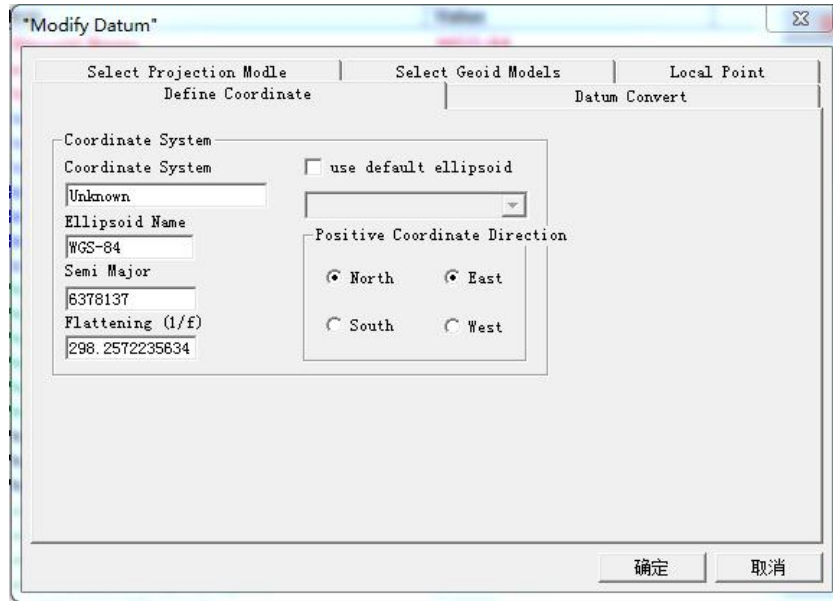 "Modify Datum"
Select Projection Modle
Select Geoid Models
Local Point
Define Coordinate
Datum Convert
Coordinate System
Coordinate System
Unknown
Ellipsoid Name
WGS-84
Semi Major
6378137
Flattening (1/f)
298.2572235634
use default ellipsoid
Positive Coordinate Direction
North
East
South
West
确定
取消